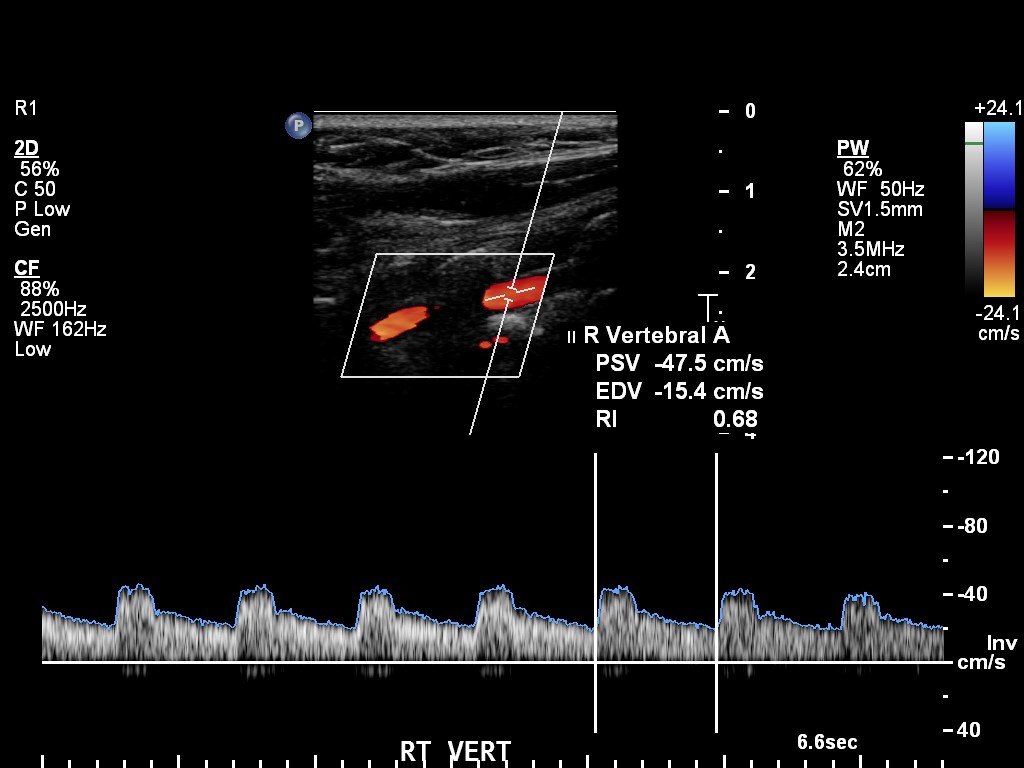 R1
P
2D
56%
C 50
P Low
Gen
CF
88%
2500Hz
WF 162Hz
Low
0
1
2
4
+24.1
-24.1
cm/s
PW
62%
WF 50Hz
SV1.5mm
M2
3.5MHz
2.4cm
R Vertebral A
PSV -47.5 cm/s
EDV -15.4 cm/s
RI 0.68
-120
-80
-40
Inv
cm/s
40
6.6sec
RT VERT